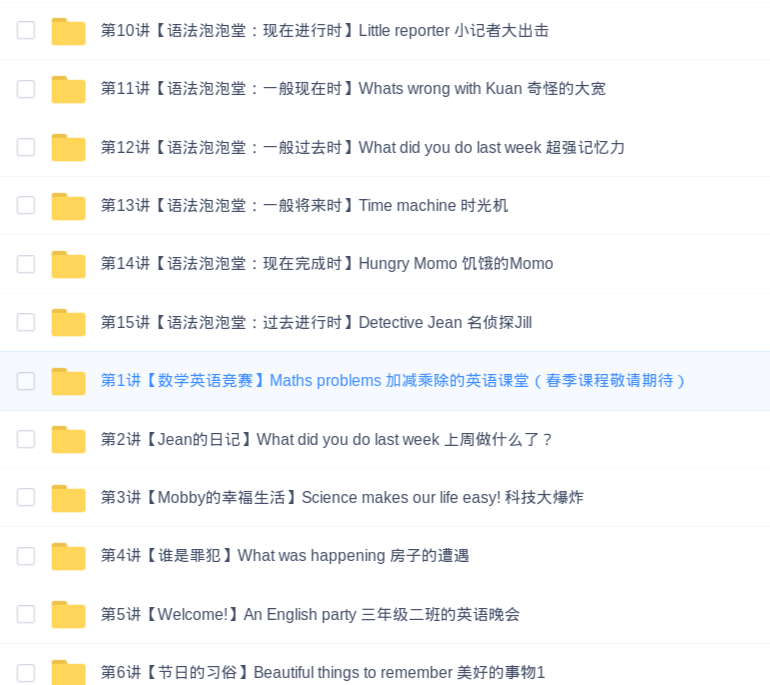 第10讲【语法泡泡堂：现在进行时】Little reporter 小记者大出击
第11讲【语法泡泡堂：一般现在时】Whats wrong with Kuan 奇怪的大宽
第12讲【语法泡泡堂：一般过去时】What did you do last week 超强记忆力
第13讲【语法泡泡堂：一般将来时】Time machine 时光机
第14讲【语法泡泡堂：现在完成时】Hungry Momo 饥饿的Momo
第15讲【语法泡泡堂：过去进行时】Detective Jean 名侦探Jill
第1讲【数学英语竞赛】Maths problems 加减乘除的英语课堂（春季课程敬请期待）
第2讲【Jean的日记】What did you do last week 上周做什么了？
第3讲【Mobby的幸福生活】Science makes our life easy! 科技大爆炸
第4讲【谁是罪犯】What was happening 房子的遭遇
第5讲【Welcome!】An English party 三年级二班的英语晚会
第6讲【节日的习俗】Beautiful things to remember 美好的事物1